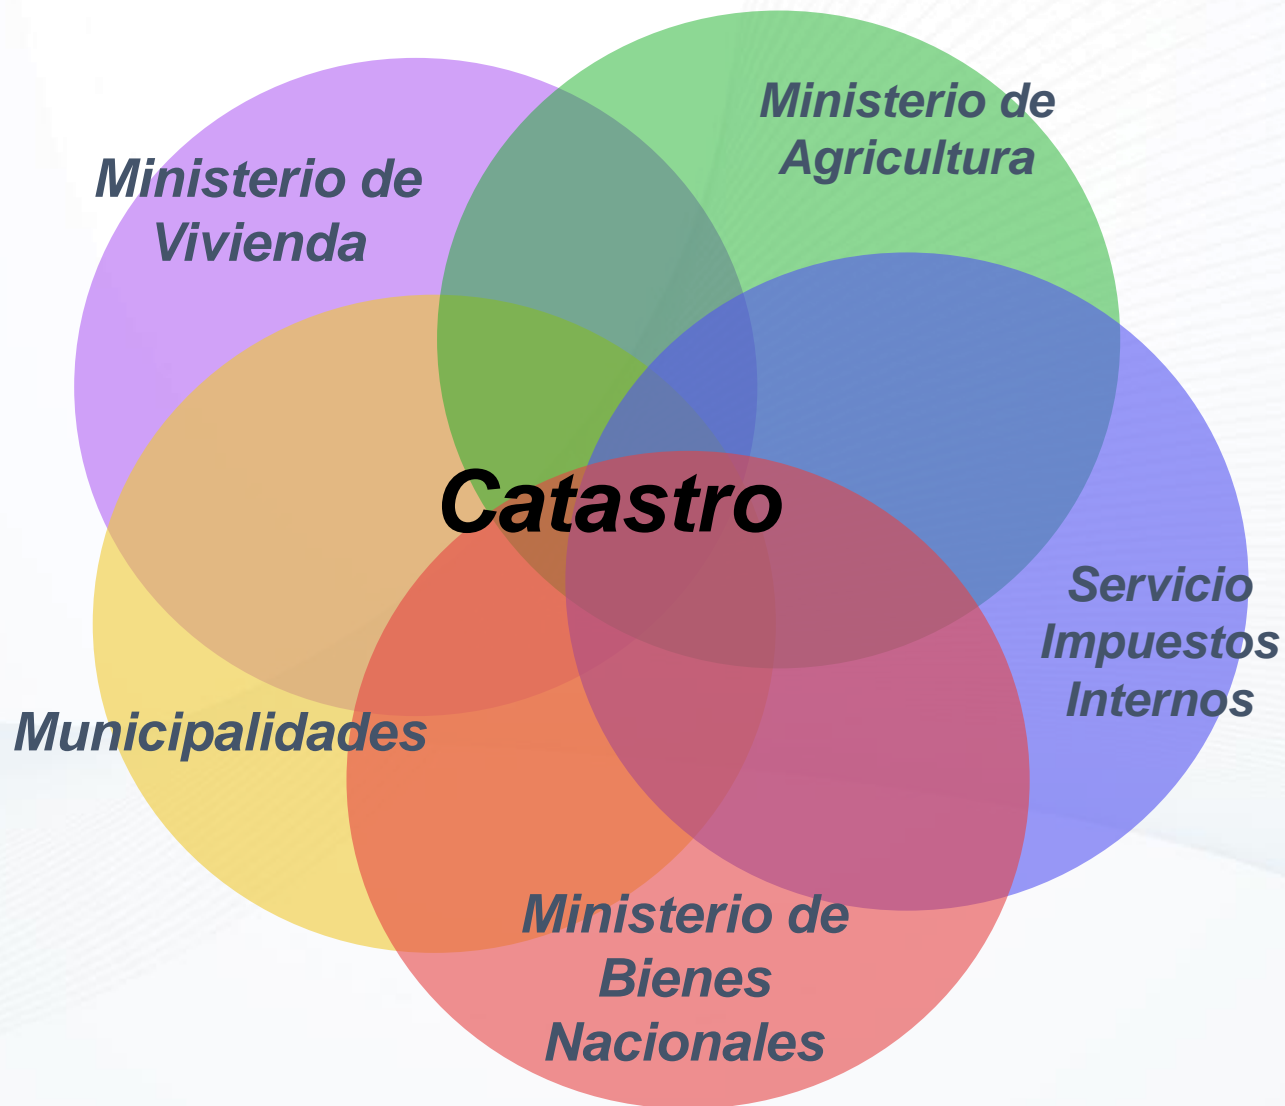 Ministerio de
Agricultura
Ministerio de
Vivienda
Catastro
Servicio
Impuestos
Internos
Municipalidades
Ministerio de
Bienes
Nacionales